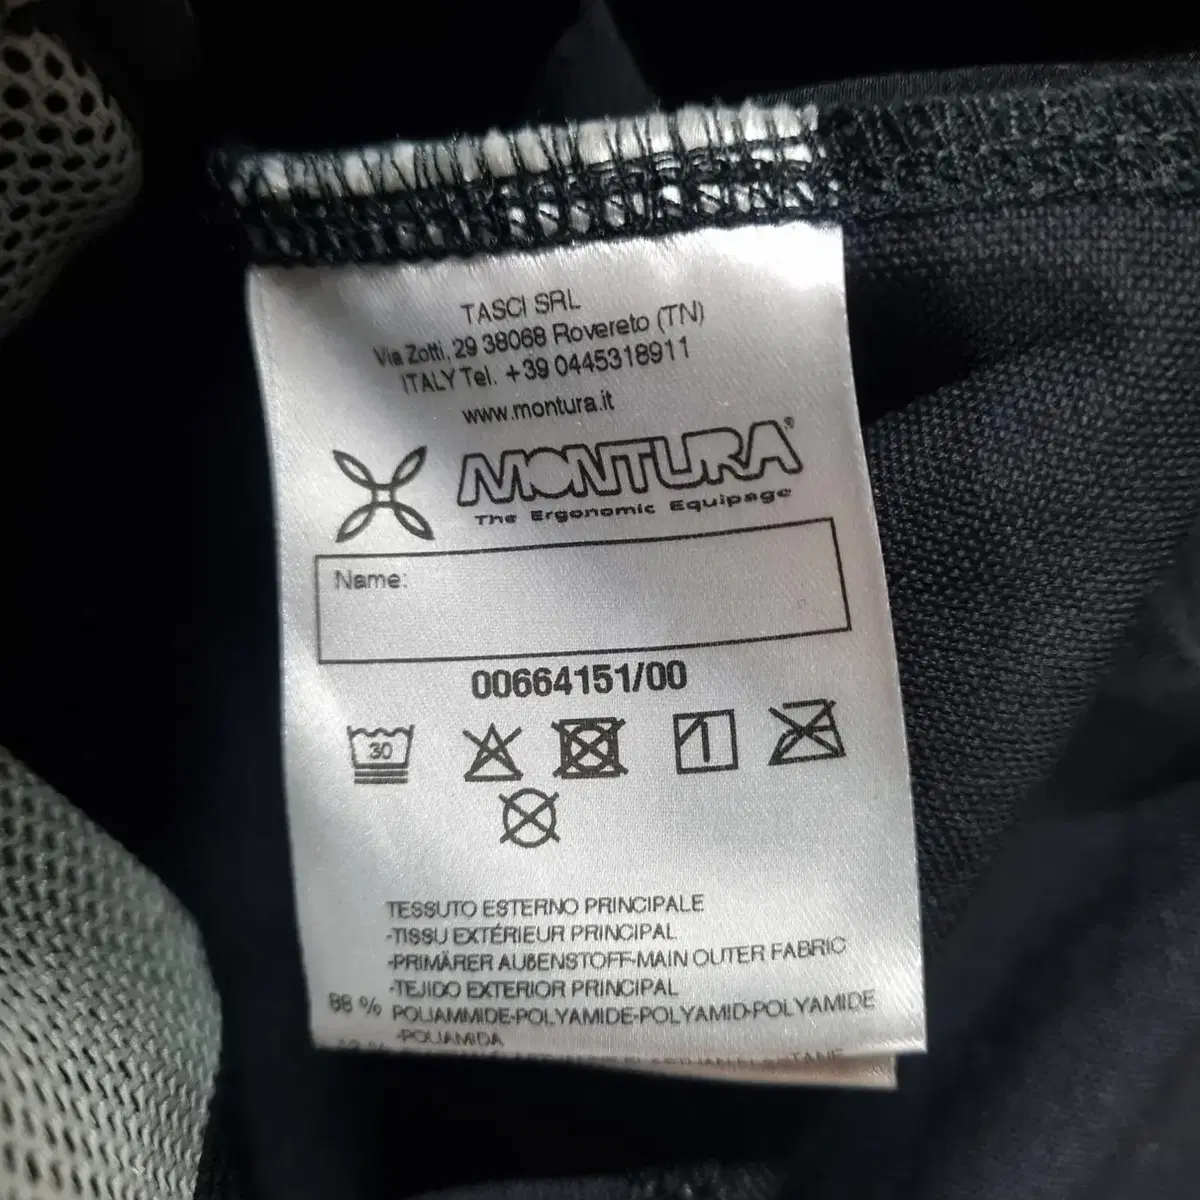 TASCI SRL
Via Zotti, 29 38068 Rovereto (TN)
ITALY Tel. +39 0445318911
www.montura.it
MONTURA®
The Ergonomic Equipage
Name:
00664151/00
30
TESSUTO ESTERNO PRINCIPALE
-TISSU EXTÉRIEUR PRINCIPAL
-PRIMÄRER AUßENSTOFF-MAIN OUTER FABRIC
-TEJIDO EXTERIOR PRINCIPAL
88 % POLIAMMIDE-POLYAMIDE-POLYAMID-POLYAMIDE
-POLIAMIDA